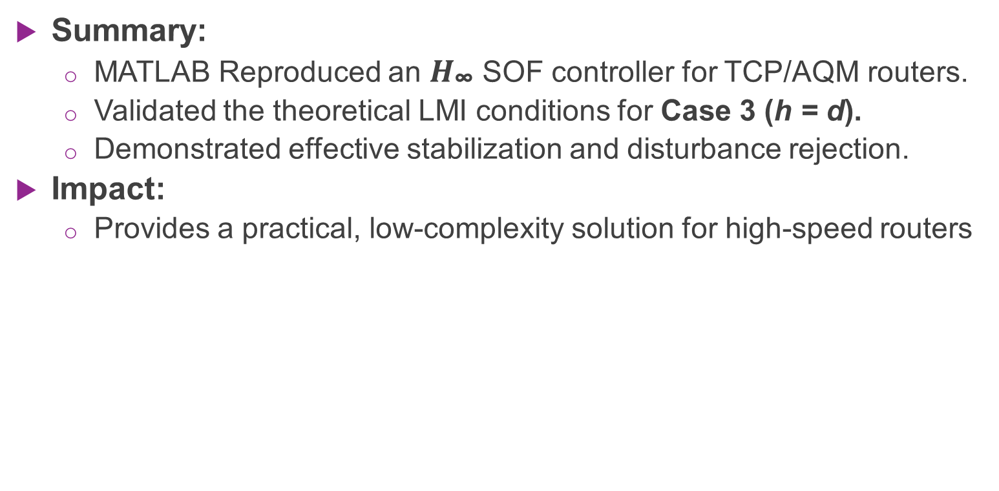 Summary:
MATLAB Reproduced an H∞ SOF controller for TCP/AQM routers.
Validated the theoretical LMI conditions for Case 3 (h = d).
Demonstrated effective stabilization and disturbance rejection.
Impact:
Provides a practical, low-complexity solution for high-speed routers